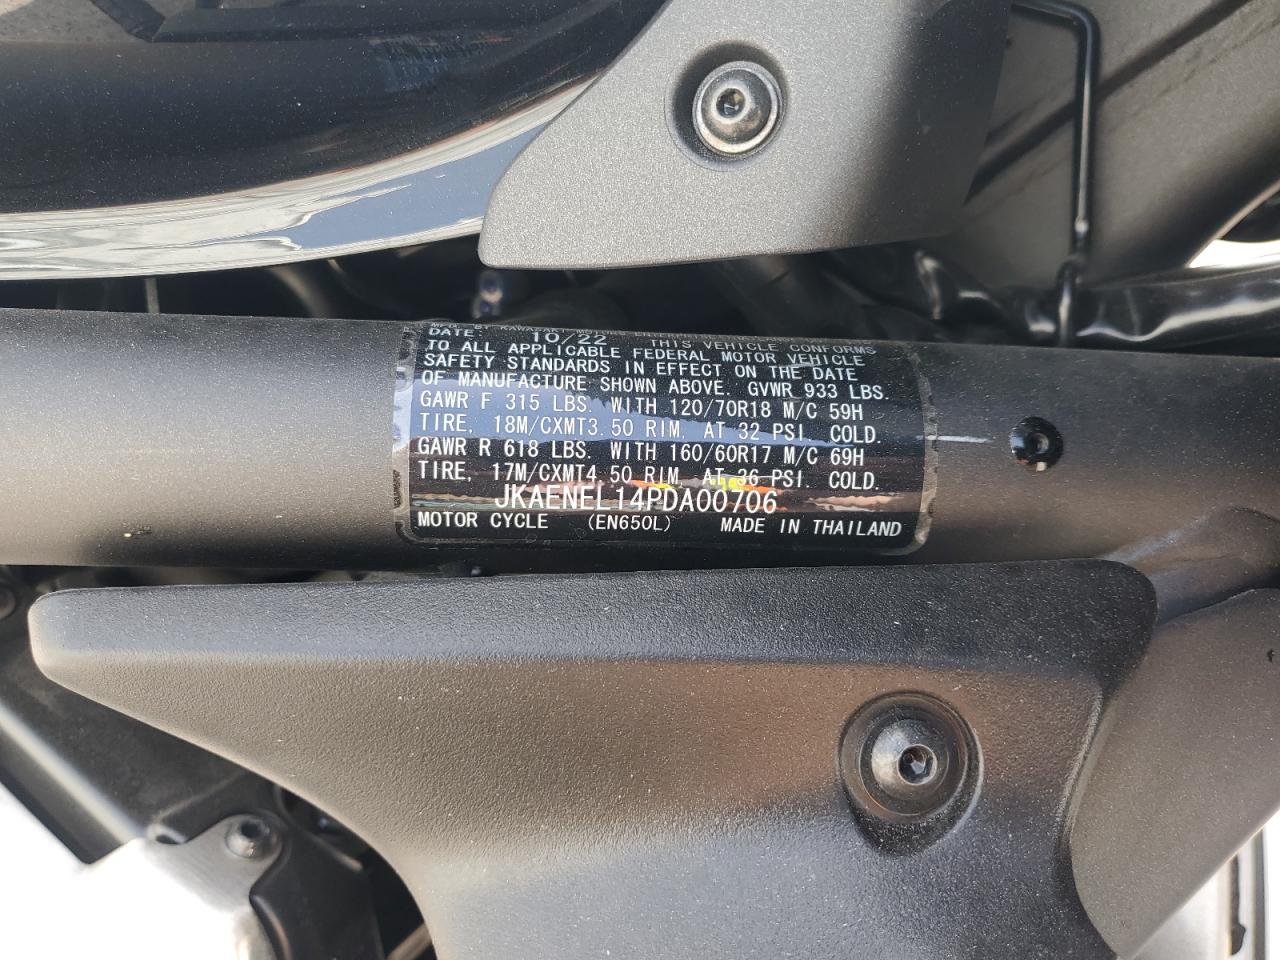 DATE: 10/22 THIS VEHICLE CONFORMS
TO ALL APPLICABLE FEDERAL MOTOR VEHICLE
SAFETY STANDARDS IN EFFECT ON THE DATE
OF MANUFACTURE SHOWN ABOVE. GVWR 933 LBS.
GAWR F 315 LBS. WITH 120/70R18 M/C 59H
TIRE, 18M/CXMT3.50 RIM, AT 32 PSI. COLD.
GAWR R 618 LBS. WITH 160/60R17 M/C 69H
TIRE, 17M/CXMT4.50 RIM, AT 36 PSI. COLD.
JKAENEL14PDA00706
MOTOR CYCLE (EN650L) MADE IN THAILAND